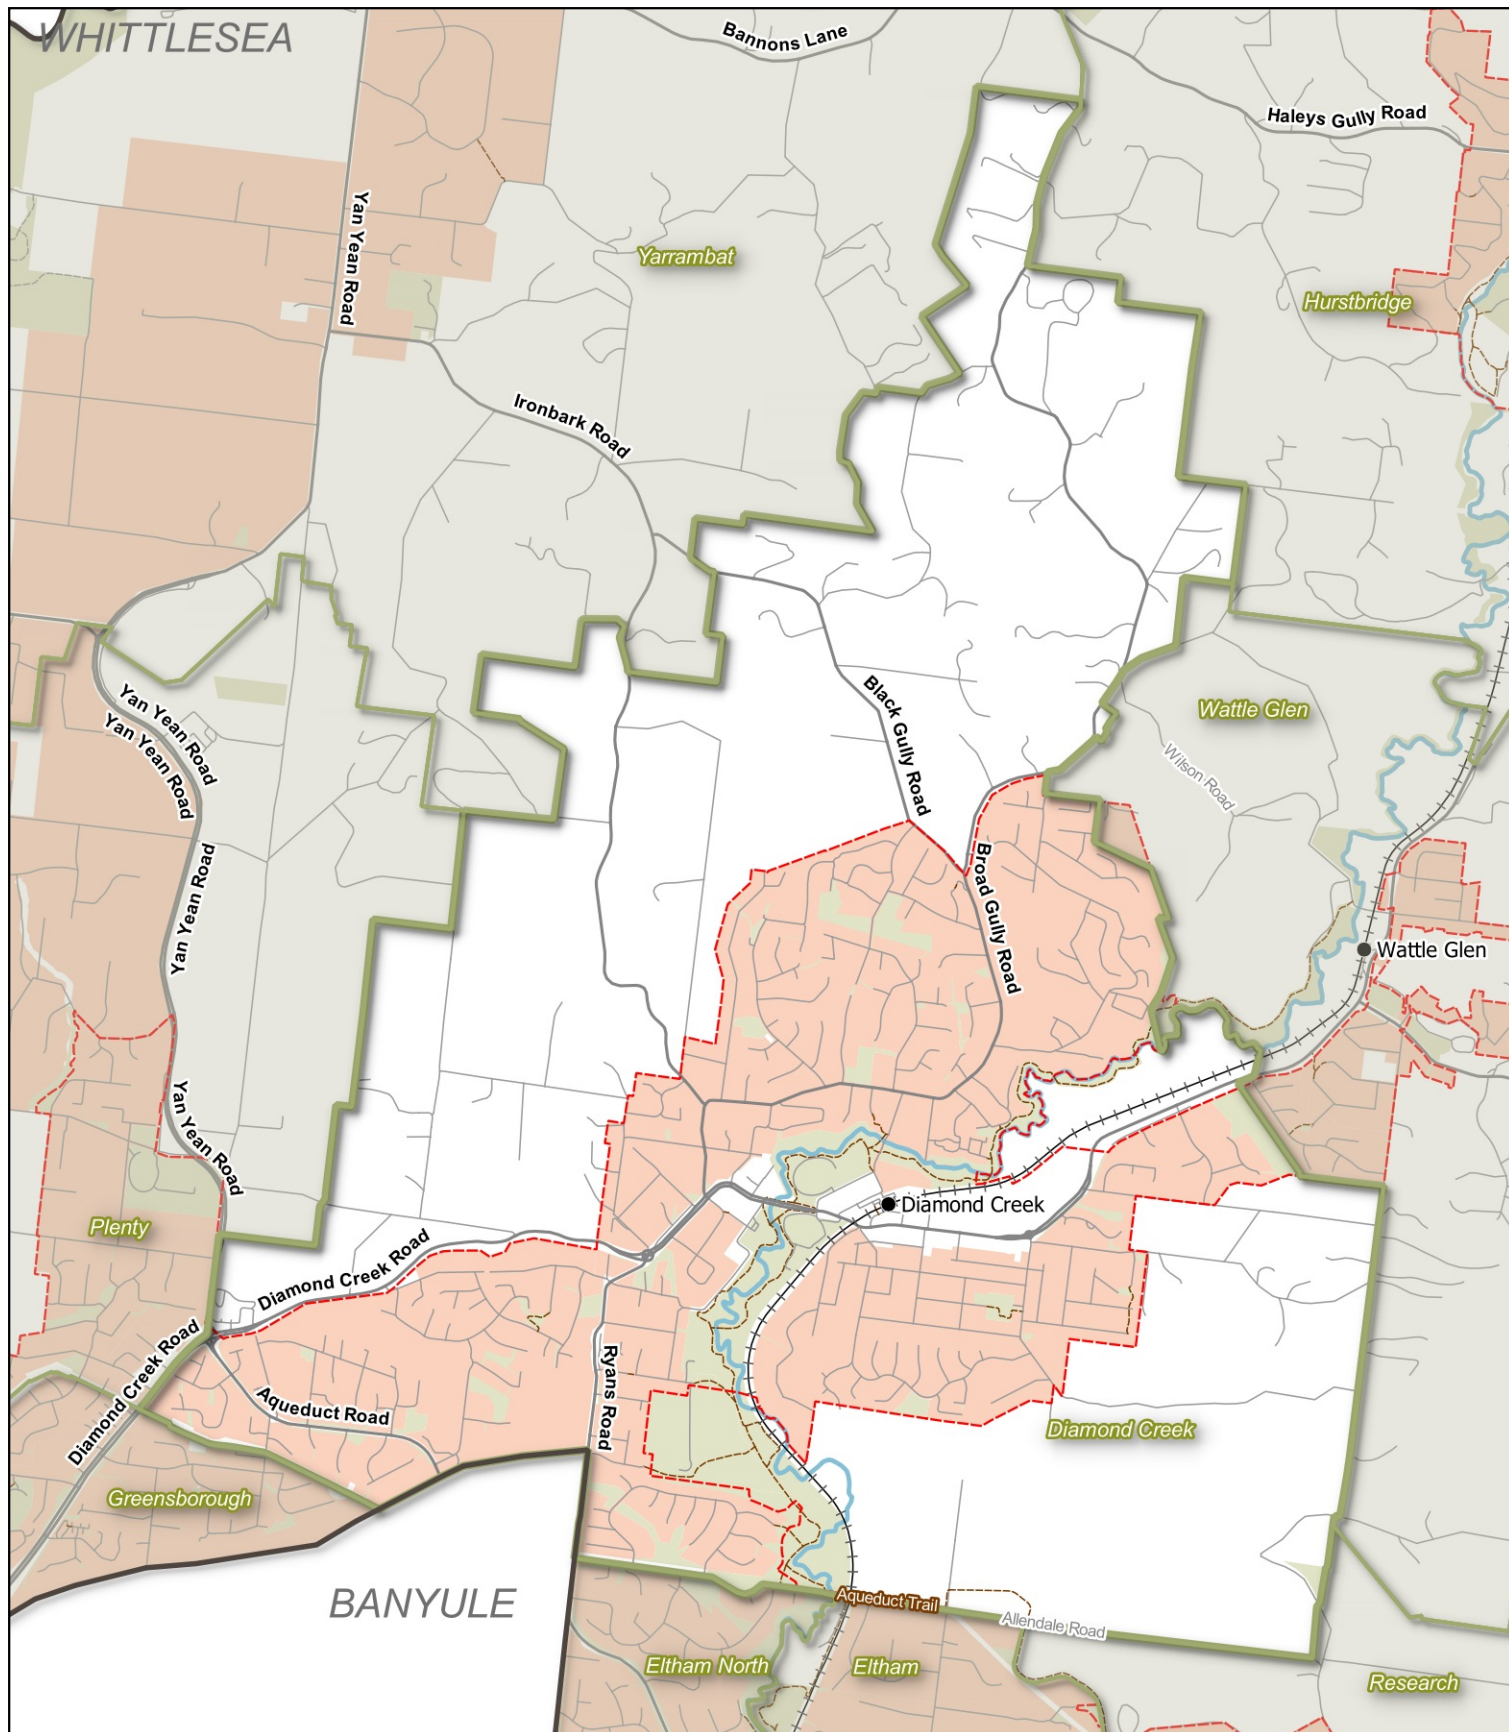 WHITTLESEA
Bannons Lane
Haleys Gully Road
Yan Yean Road
Yarrambat
Hurstbridge
Ironbark Road
Yan Yean Road
Yan Yean Road
Black Gully Road
Wattle Glen
Wilson Road
Yan Yean Road
Broad Gully Road
Wattle Glen
Yan Yean Road
Diamond Creek
Plenty
Diamond Creek Road
Diamond Creek Road
Ryans Road
Aqueduct Road
Diamond Creek
Greensborough
BANYULE
Aqueduct Trail
Allendale Road
Eltham North
Eltham
Research